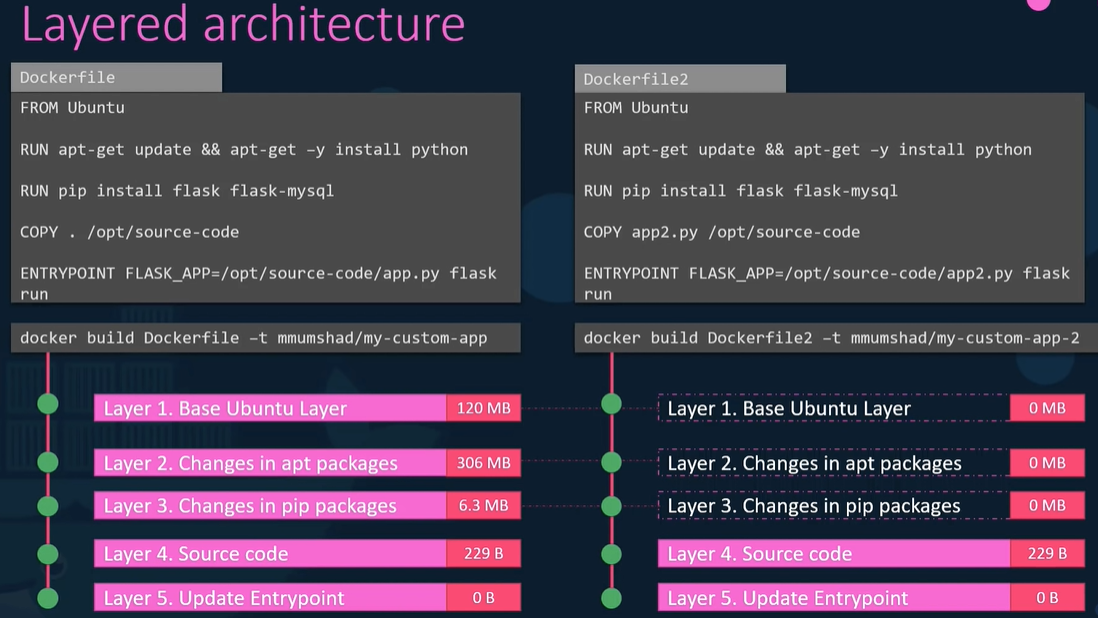 Layered architecture
Dockerfile
FROM Ubuntu
RUN apt-get update && apt-get –y install python
RUN pip install flask flask-mysql
COPY . /opt/source-code
ENTRYPOINT FLASK_APP=/opt/source-code/app.py flask
run
docker build Dockerfile –t mmumshad/my-custom-app
Layer 1. Base Ubuntu Layer 120 MB
Layer 2. Changes in apt packages 306 MB
Layer 3. Changes in pip packages 6.3 MB
Layer 4. Source code 229 B
Layer 5. Update Entrypoint 0 B
Dockerfile2
FROM Ubuntu
RUN apt-get update && apt-get –y install python
RUN pip install flask flask-mysql
COPY app2.py /opt/source-code
ENTRYPOINT FLASK_APP=/opt/source-code/app2.py flask
run
docker build Dockerfile2 –t mmumshad/my-custom-app-2
Layer 1. Base Ubuntu Layer 0 MB
Layer 2. Changes in apt packages 0 MB
Layer 3. Changes in pip packages 0 MB
Layer 4. Source code 229 B
Layer 5. Update Entrypoint 0 B